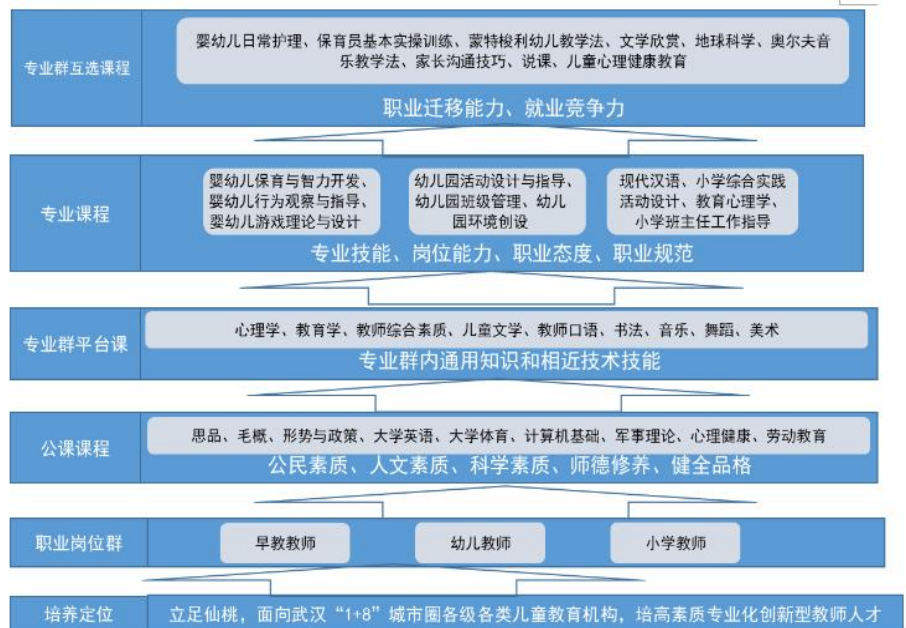 专业群互选课程
婴幼儿日常护理、保育员基本实操训练、蒙特梭利幼儿教学法、文学欣赏、地球科学、奥尔夫音
乐教学法、家长沟通技巧、说课、儿童心理健康教育
职业迁移能力、就业竞争力
专业课程
婴幼儿保育与智力开发、
婴幼儿行为观察与指导、
婴幼儿游戏理论与设计
幼儿园活动设计与指导、
幼儿园班级管理、幼儿
园环境创设
现代汉语、小学综合实践
活动设计、教育心理学、
小学班主任工作指导
专业技能、岗位能力、职业态度、职业规范
专业群平台课
心理学、教育学、教师综合素质、儿童文学、教师口语、书法、音乐、舞蹈、美术
专业群内通用知识和相近技术技能
公课课程
思品、毛概、形势与政策、大学英语、大学体育、计算机基础、军事理论、心理健康、劳动教育
公民素质、人文素质、科学素质、师德修养、健全品格
职业岗位群
早教教师
幼儿教师
小学教师
培养定位
立足仙桃，面向武汉“1+8”城市圈各级各类儿童教育机构，培高素质专业化创新型教师人才